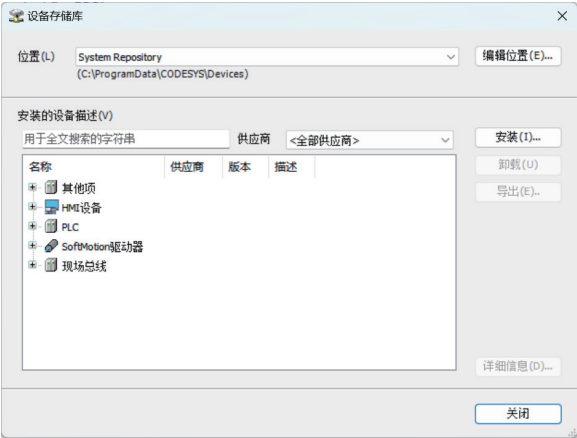 设备存储库
位置(L) System Repository 编辑位置(E)...
(C:\ProgramData\CODESYS\Devices)
安装的设备描述(V)
用于全文搜索的字符串 供应商 <全部供应商> 安装(I)...
名称 供应商 版本 描述 卸载(U)
其他项 导出(E)..
HMI设备
PLC
SoftMotion驱动器
现场总线
详细信息(D)...
关闭